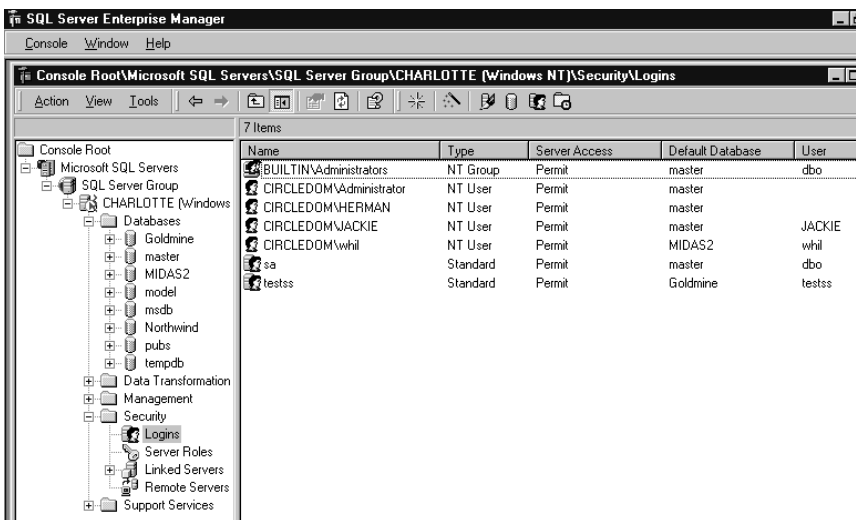 SQL Server Enterprise Manager
Console Window Help
Console Root\Microsoft SQL Servers\SQL Server Group\CHARLOTTE (Windows NT)\Security\Logins
Action View Tools
7 Items
Console Root
Microsoft SQL Servers
SQL Server Group
CHARLOTTE (Windows
Databases
Goldmine
master
MIDAS2
model
msdb
Northwind
pubs
tempdb
Data Transformation
Management
Security
Logins
Server Roles
Linked Servers
Remote Servers
Support Services
Name Type Server Access Default Database User
BUILTIN\Administrators NT Group Permit master dbo
CIRCLEDOM\Administrator NT User Permit master
CIRCLEDOM\HERMAN NT User Permit master
CIRCLEDOM\JACKIE NT User Permit master JACKIE
CIRCLEDOM\whil NT User Permit MIDAS2 whil
sa Standard Permit master dbo
testss Standard Permit Goldmine testss